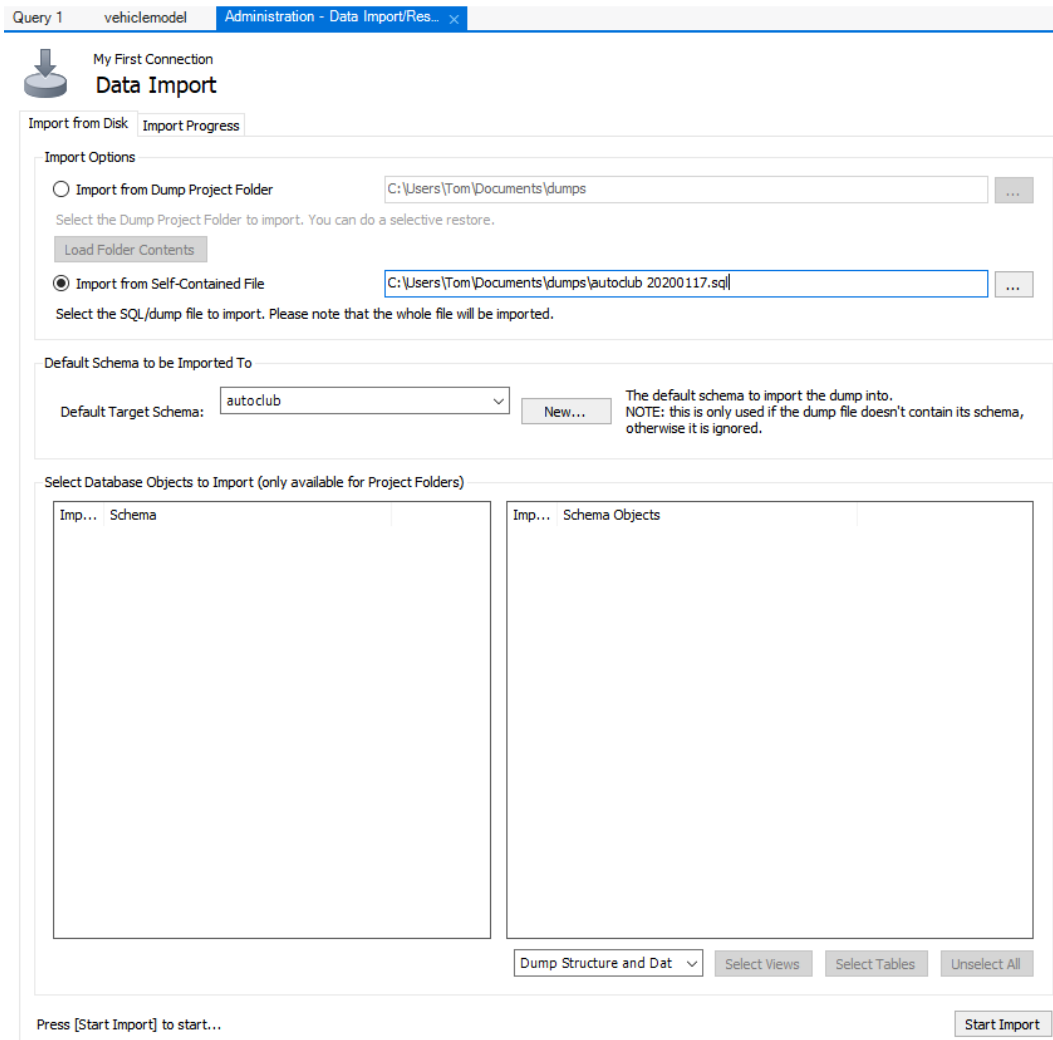 Query 1 vehiclemodel Administration - Data Import/Res...
My First Connection
Data Import
Import from Disk Import Progress
Import Options
Import from Dump Project Folder C:\Users\Tom\Documents\dumps ...
Select the Dump Project Folder to import. You can do a selective restore.
Load Folder Contents
Import from Self-Contained File C:\Users\Tom\Documents\dumps\autoclub 20200117.sql ...
Select the SQL/dump file to import. Please note that the whole file will be imported.
Default Schema to be Imported To
Default Target Schema: autoclub New...
The default schema to import the dump into.
NOTE: this is only used if the dump file doesn't contain its schema,
otherwise it is ignored.
Select Database Objects to Import (only available for Project Folders)
Imp... Schema Imp... Schema Objects
Dump Structure and Dat Select Views Select Tables Unselect All
Press [Start Import] to start... Start Import